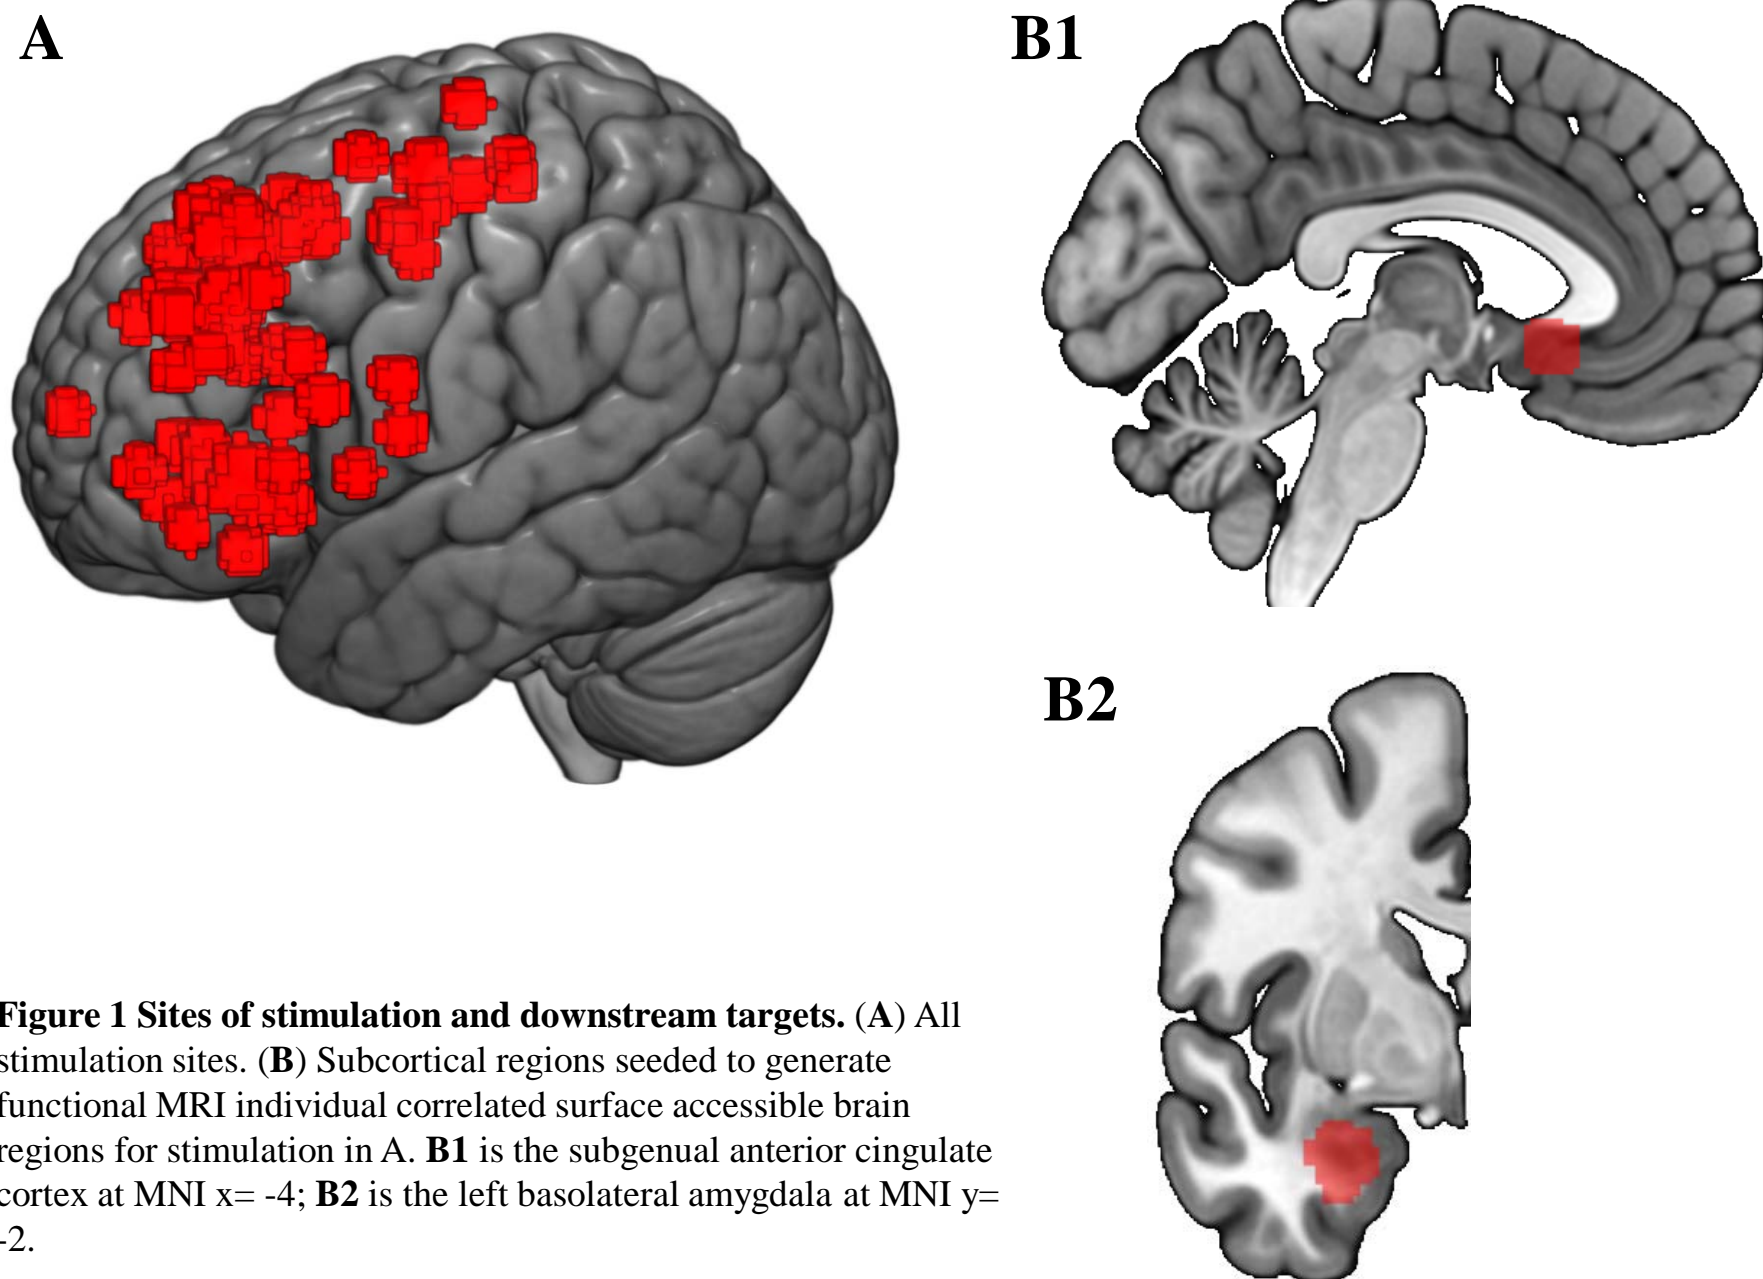 A
B1
B2
Figure 1 Sites of stimulation and downstream targets. (A) All
stimulation sites. (B) Subcortical regions seeded to generate
functional MRI individual correlated surface accessible brain
regions for stimulation in A. B1 is the subgenual anterior cingulate
cortex at MNI x= -4; B2 is the left basolateral amygdala at MNI y=
-2.